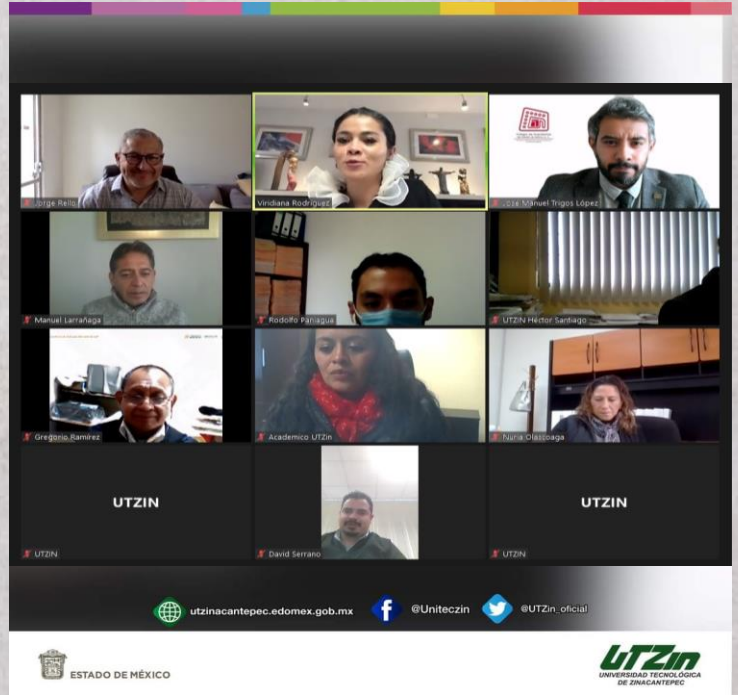 Jorge Rello
Viridiana Rodríguez
José Manuel Trigos López
Manuel Larrañaga
Rodolfo Paniagua
UTZIN Héctor Santiago
Gregorio Ramírez
Academico UTZin
Nuria Olascoaga
UTZIN
UTZIN
David Serrano
UTZIN
UTZIN
utzinacantepec.edomex.gob.mx
@Uniteczin
@UTZin_oficial
ESTADO DE MÉXICO
UTZin
UNIVERSIDAD TECNOLÓGICA
DE ZINACANTEPEC